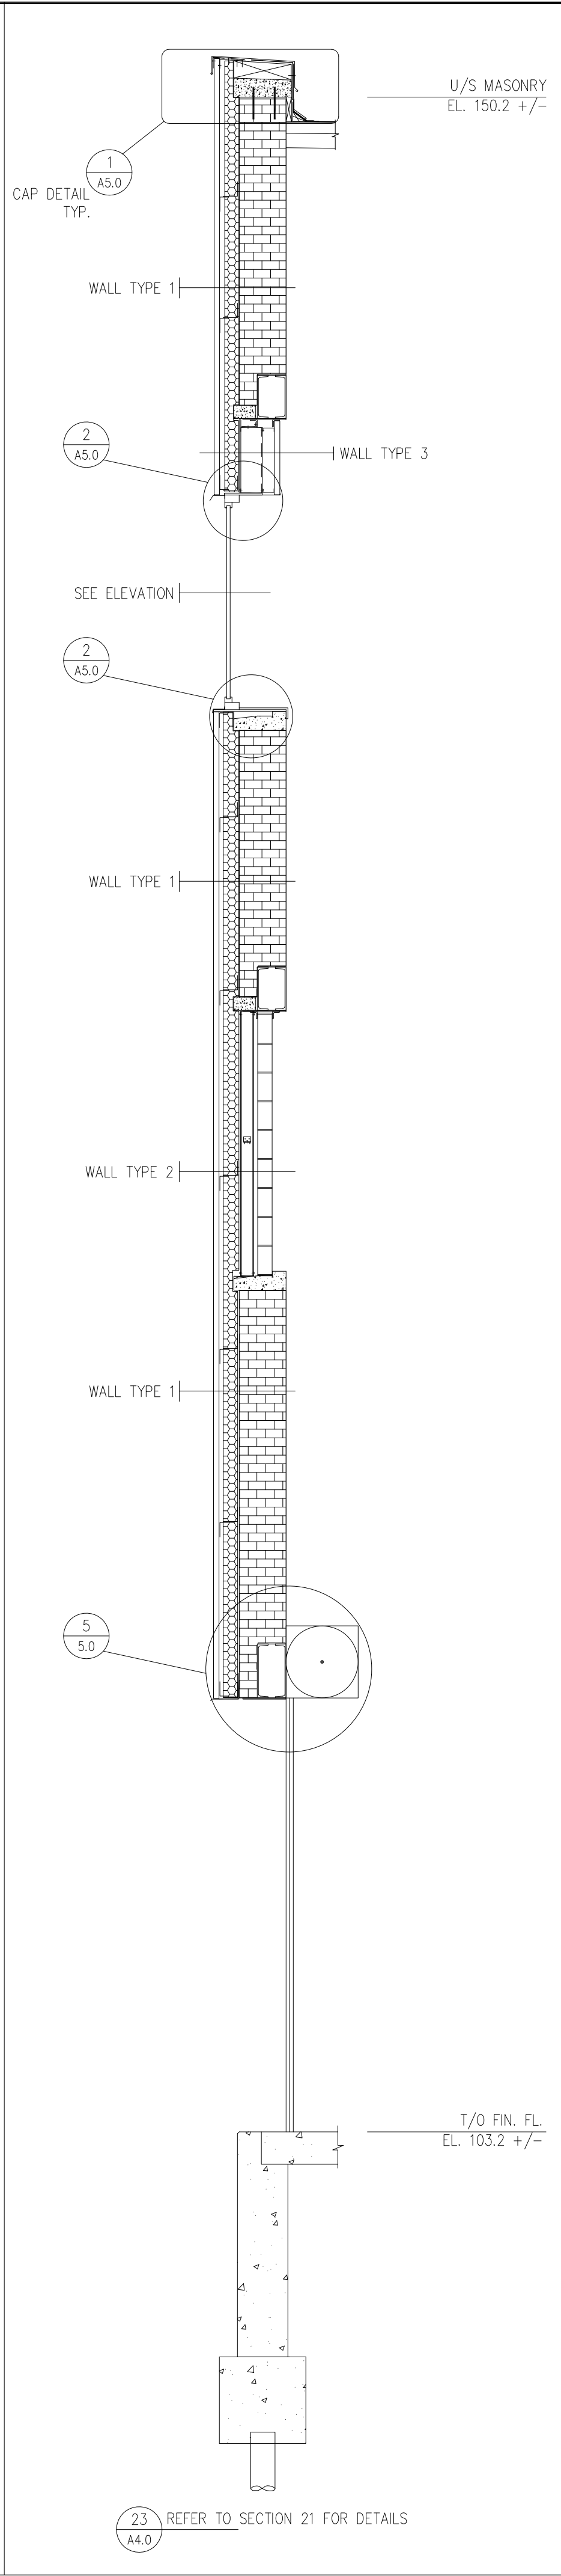 U/S MASONRY
EL. 150.2 +/-
1
A5.0
CAP DETAIL
TYP.
WALL TYPE 1
2
A5.0
WALL TYPE 3
SEE ELEVATION
2
A5.0
WALL TYPE 1
WALL TYPE 2
WALL TYPE 1
5
5.0
T/O FIN. FL.
EL. 103.2 +/-
23
A4.0
REFER TO SECTION 21 FOR DETAILS